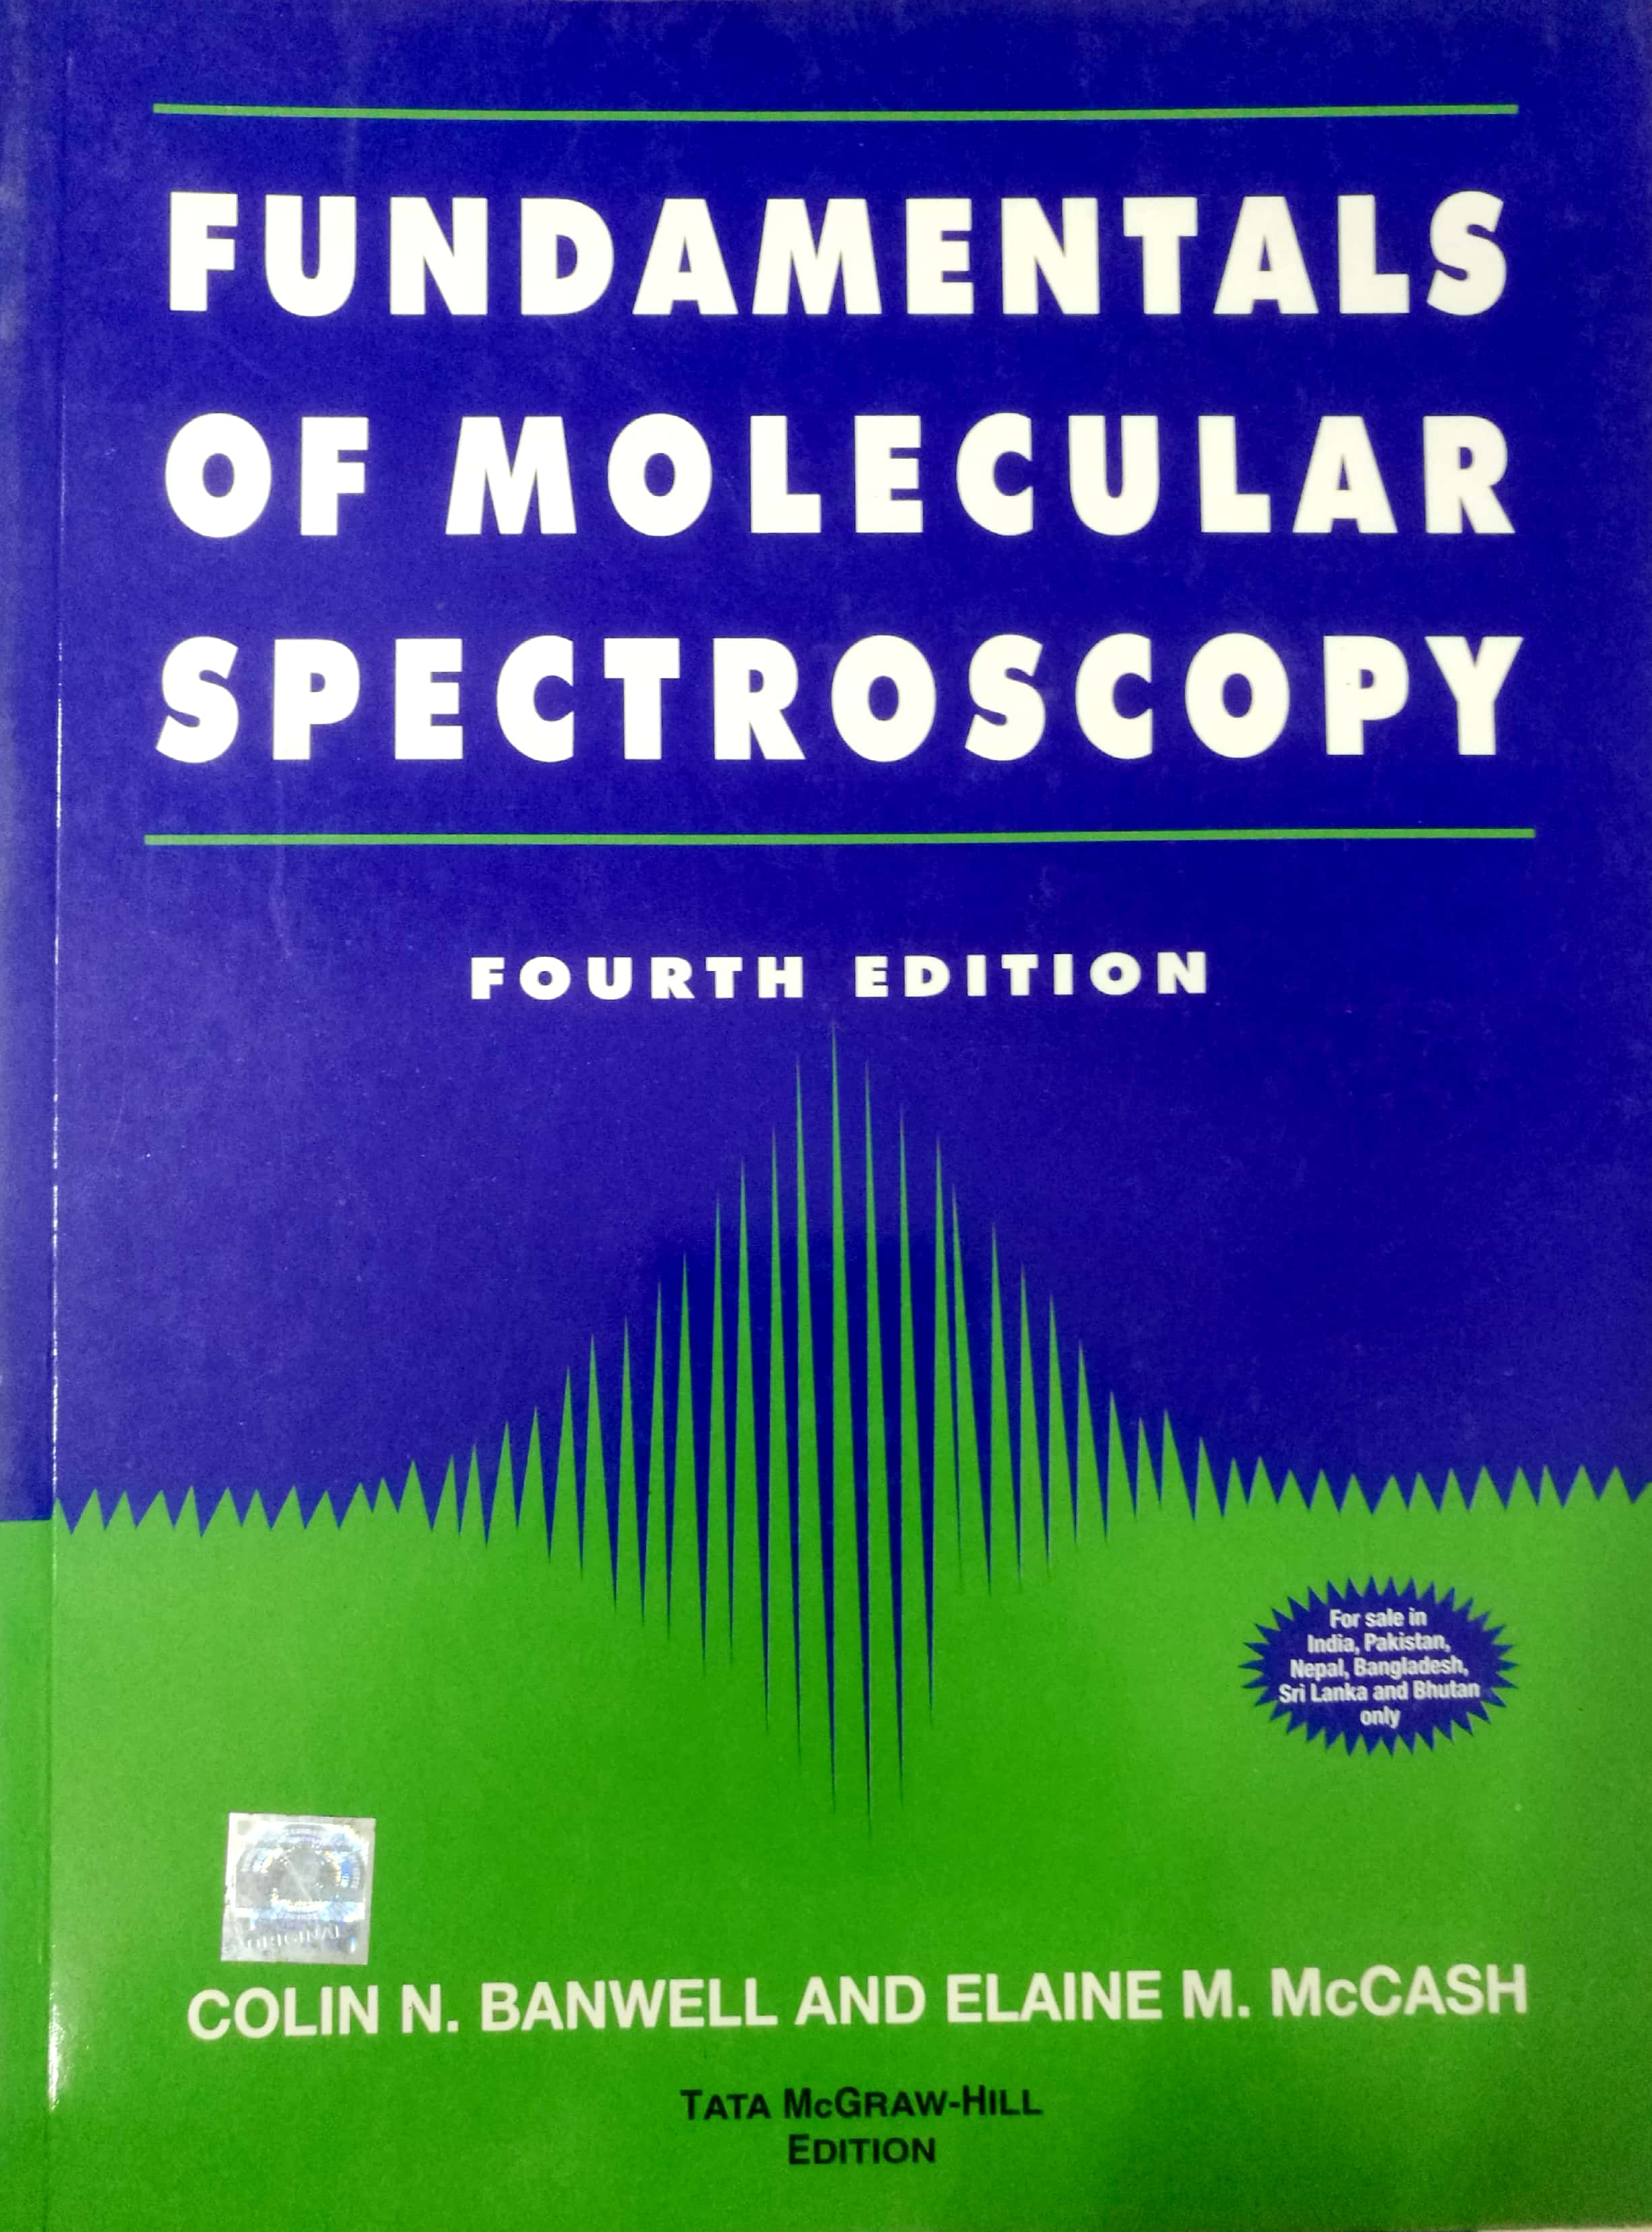 FUNDAMENTALS
OF MOLECULAR
SPECTROSCOPY
FOURTH EDITION
For sale in
India, Pakistan,
Nepal, Bangladesh,
Sri Lanka and Bhutan
only
ORIGINAL
COLIN N. BANWELL AND ELAINE M. McCASH
TATA McGRAW-HILL
EDITION